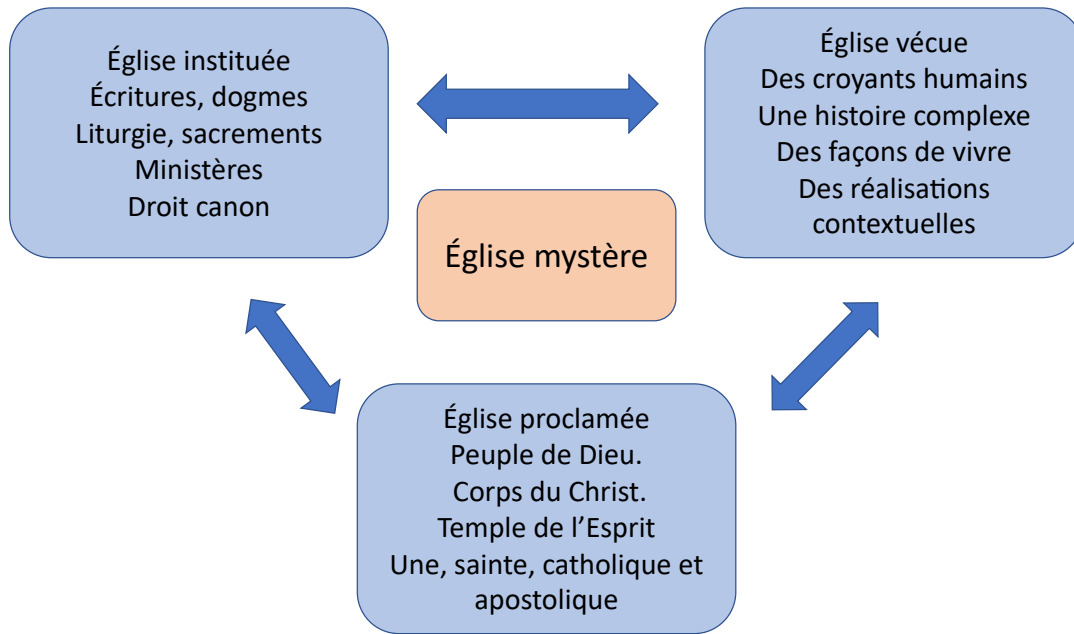 Église instituée
Écritures, dogmes
Liturgie, sacrements
Ministères
Droit canon
Église vécue
Des croyants humains
Une histoire complexe
Des façons de vivre
Des réalisations
contextuelles
Église mystère
Église proclamée
Peuple de Dieu.
Corps du Christ.
Temple de l’Esprit
Une, sainte, catholique et
apostolique